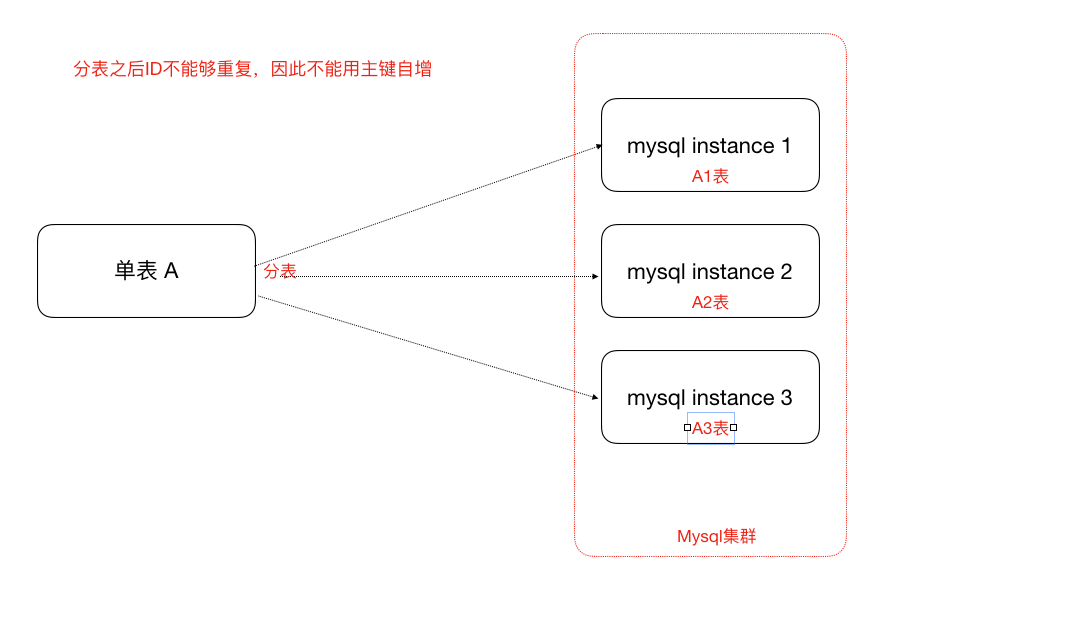 分表之后ID不能够重复，因此不能用主键自增
mysql instance 1
A1表
单表 A
分表
mysql instance 2
A2表
mysql instance 3
A3表
Mysql集群